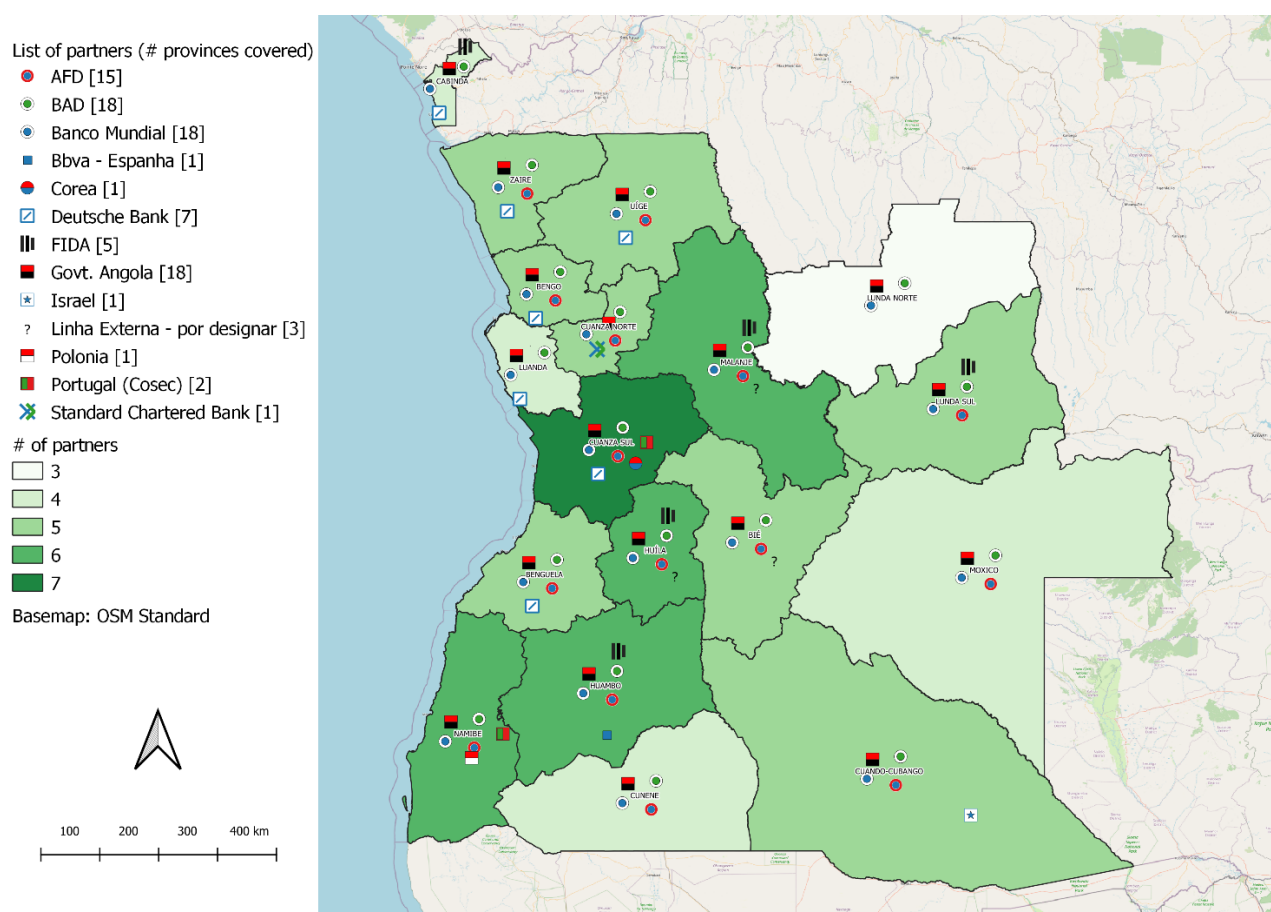 List of partners (# provinces covered)
AFD [15]
BAD [18]
Banco Mundial [18]
Bbva - Espanha [1]
Corea [1]
Deutsche Bank [7]
FIDA [5]
Govt. Angola [18]
Israel [1]
? Linha Externa - por designar [3]
Polonia [1]
Portugal (Cosec) [2]
Standard Chartered Bank [1]
# of partners
3
4
5
6
7
Basemap: OSM Standard
100 200 300 400 km
CABINDA
ZAIRE
UÍGE
BENGO
LUNDA NORTE
CUANZA NORTE
LUANDA
MALANJE
?
LUNDA SUL
CUANZA SUL
BIÉ
?
HUÍLA
?
BENGUELA
MOXICO
HUAMBO
NAMIBE
CUANDO-CUBANGO
CUNENE